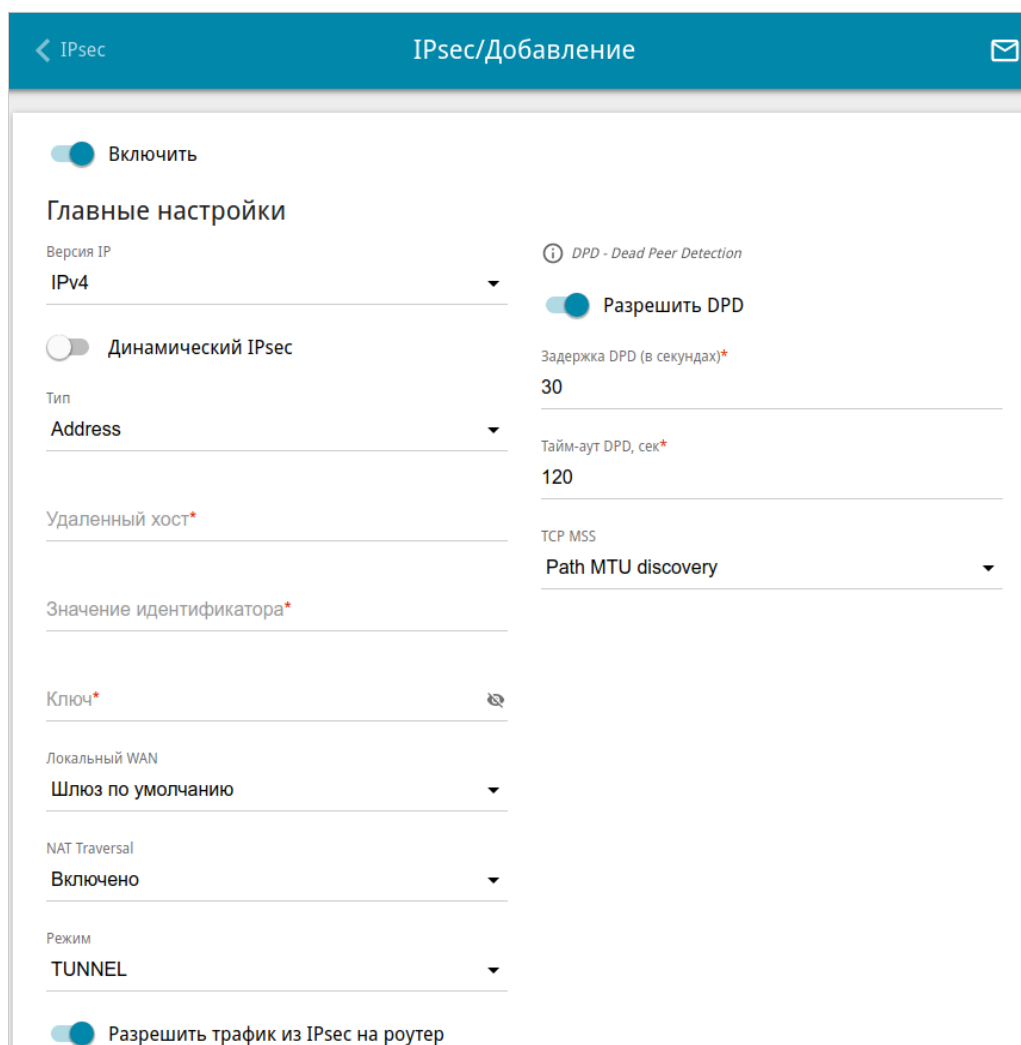 IPsec
IPsec/Добавление
Включить
Главные настройки
Версия IP
IPv4
Динамический IPsec
Тип
Address
Удаленный хост*
Значение идентификатора*
Ключ*
Локальный WAN
Шлюз по умолчанию
NAT Traversal
Включено
Режим
TUNNEL
Разрешить трафик из IPsec на роутер
DPD - Dead Peer Detection
Разрешить DPD
Задержка DPD (в секундах)*
30
Тайм-аут DPD, сек*
120
TCP MSS
Path MTU discovery